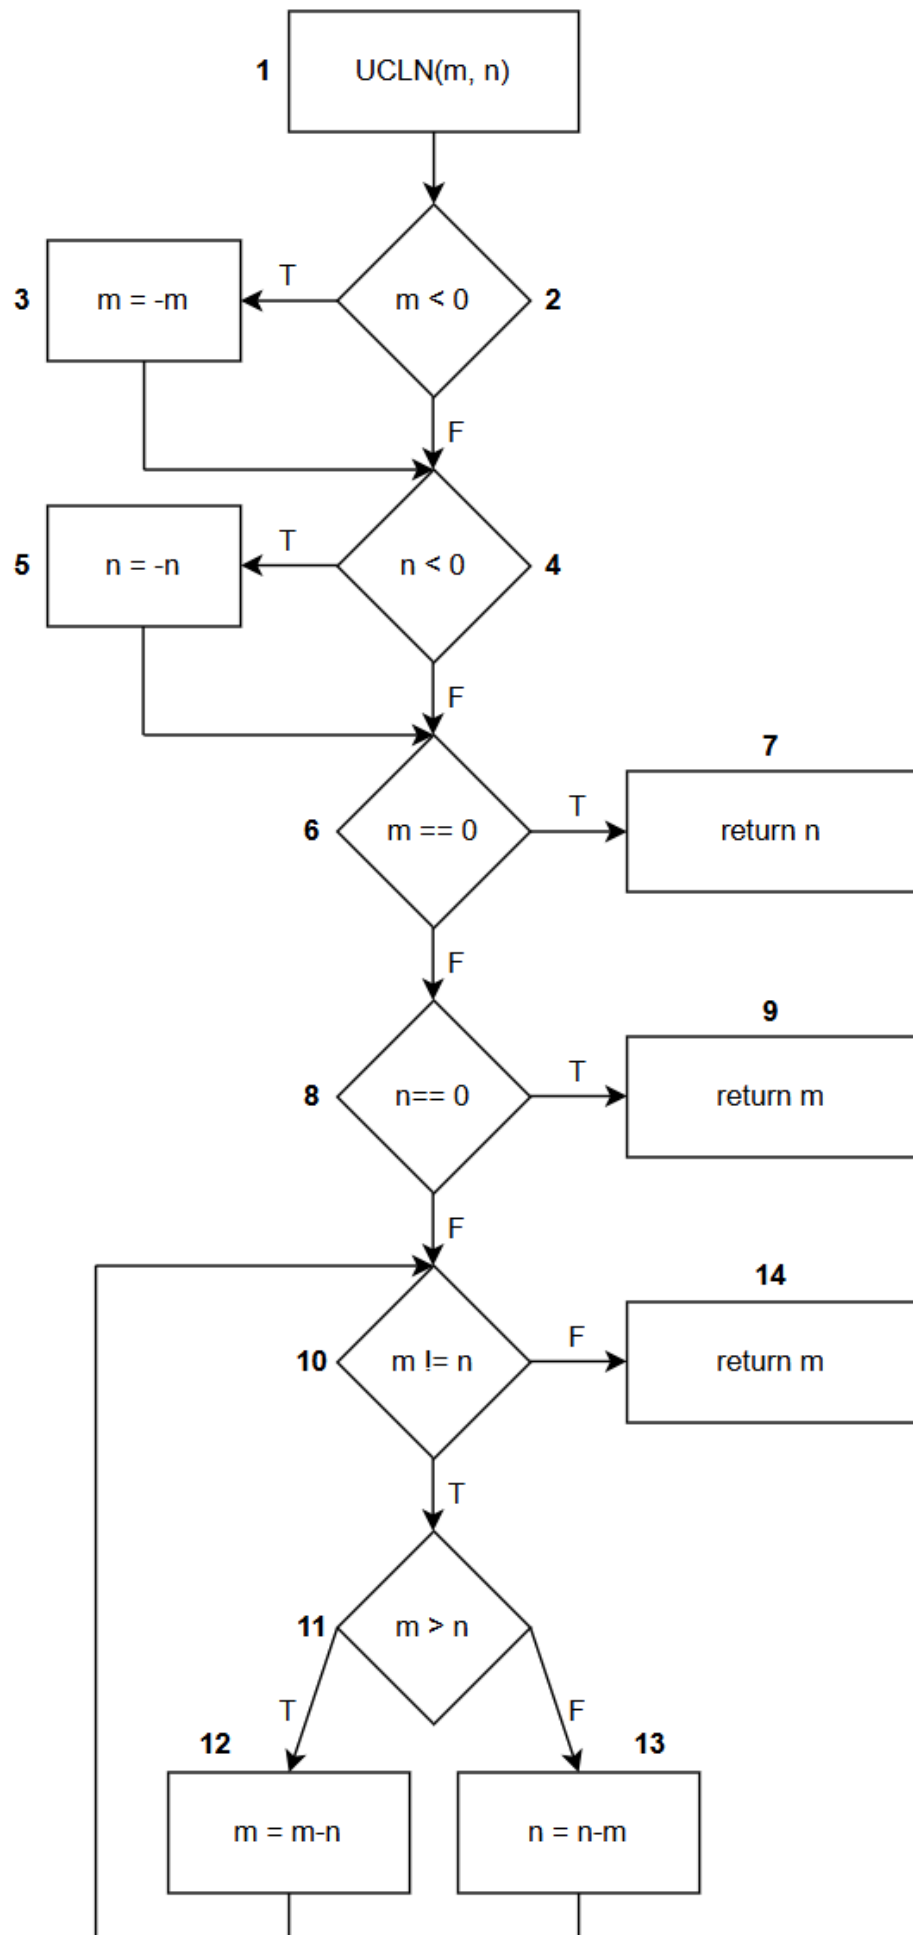 1
UCLN(m, n)
3
m = -m
T
m < 0
2
F
5
n = -n
T
n < 0
4
F
6
m == 0
T
7
return n
F
8
n== 0
T
9
return m
F
10
m != n
F
14
return m
T
11
m > n
T
F
12
13
m = m-n
n = n-m